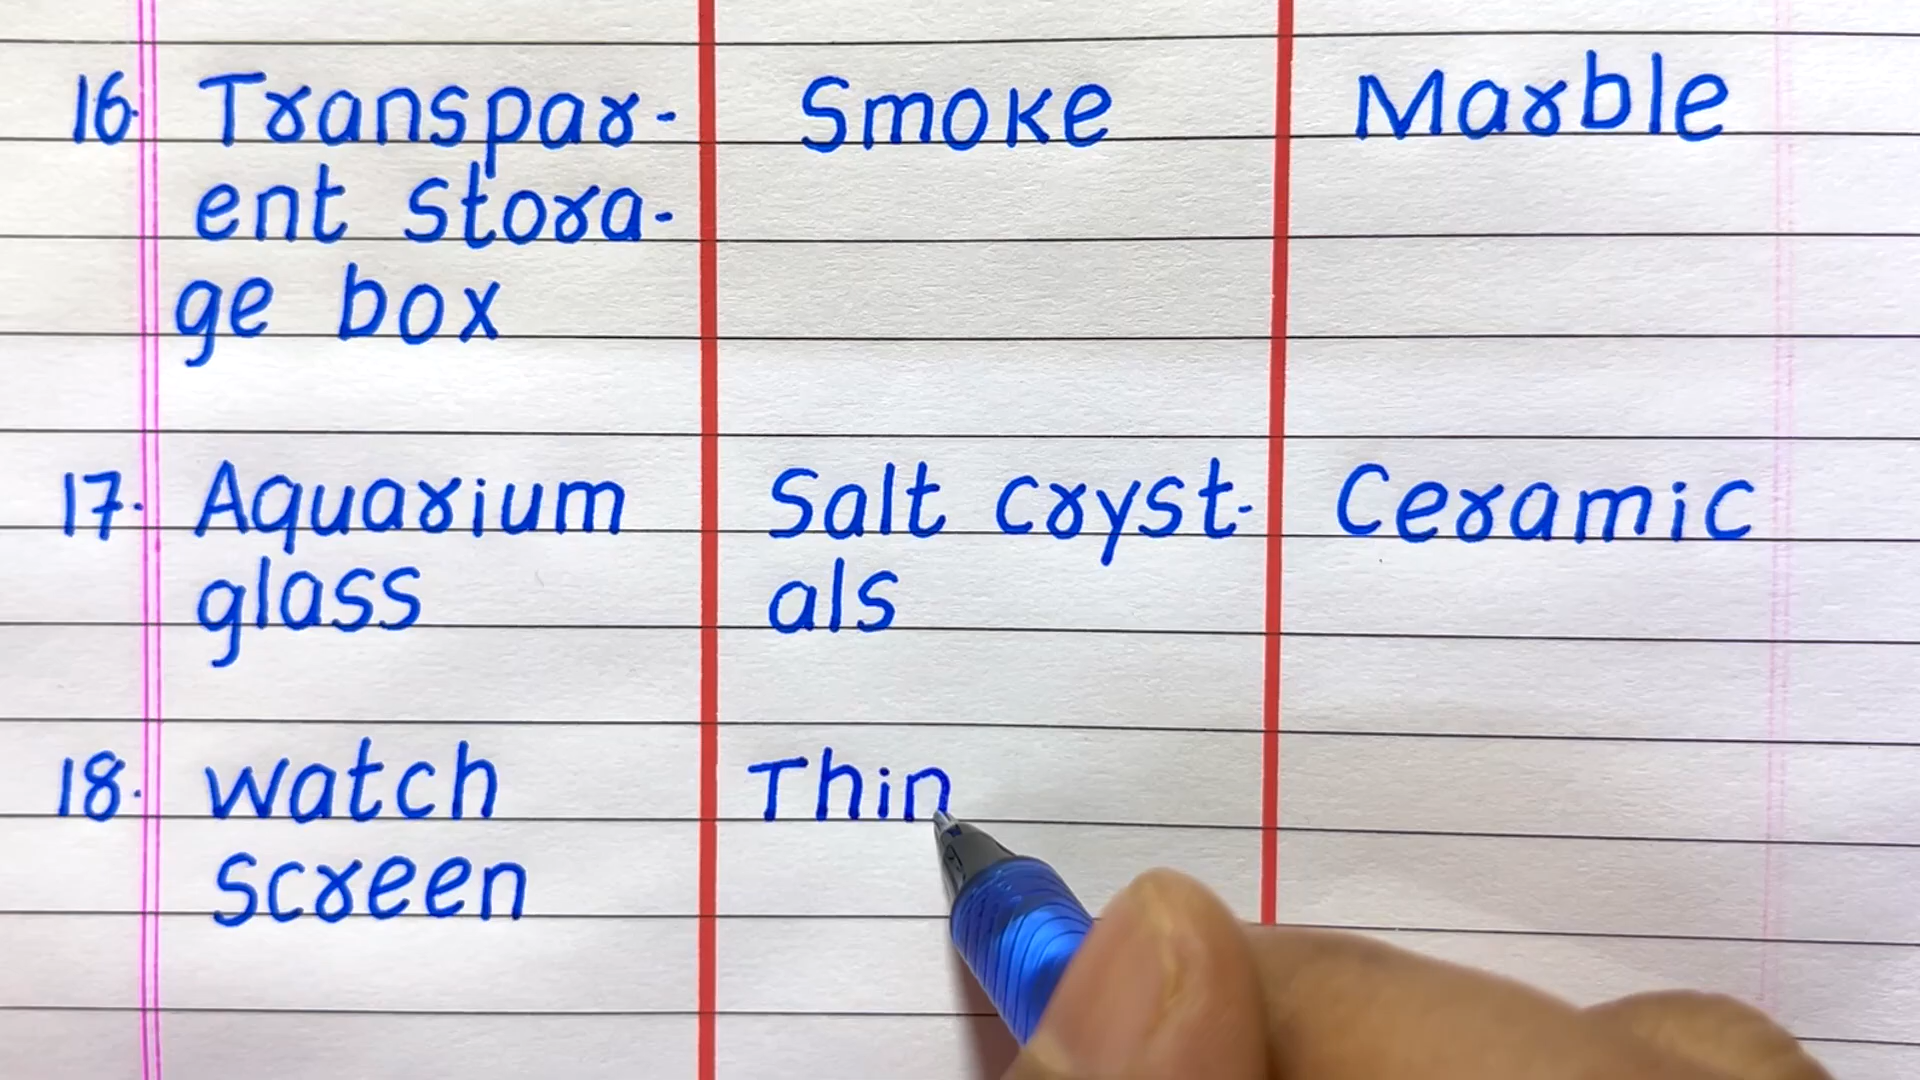 16. Transpar- Smoke Marble
ent stora-
ge box
17. Aquarium Salt cryst- Ceramic
glass als
18. watch Thin
screen